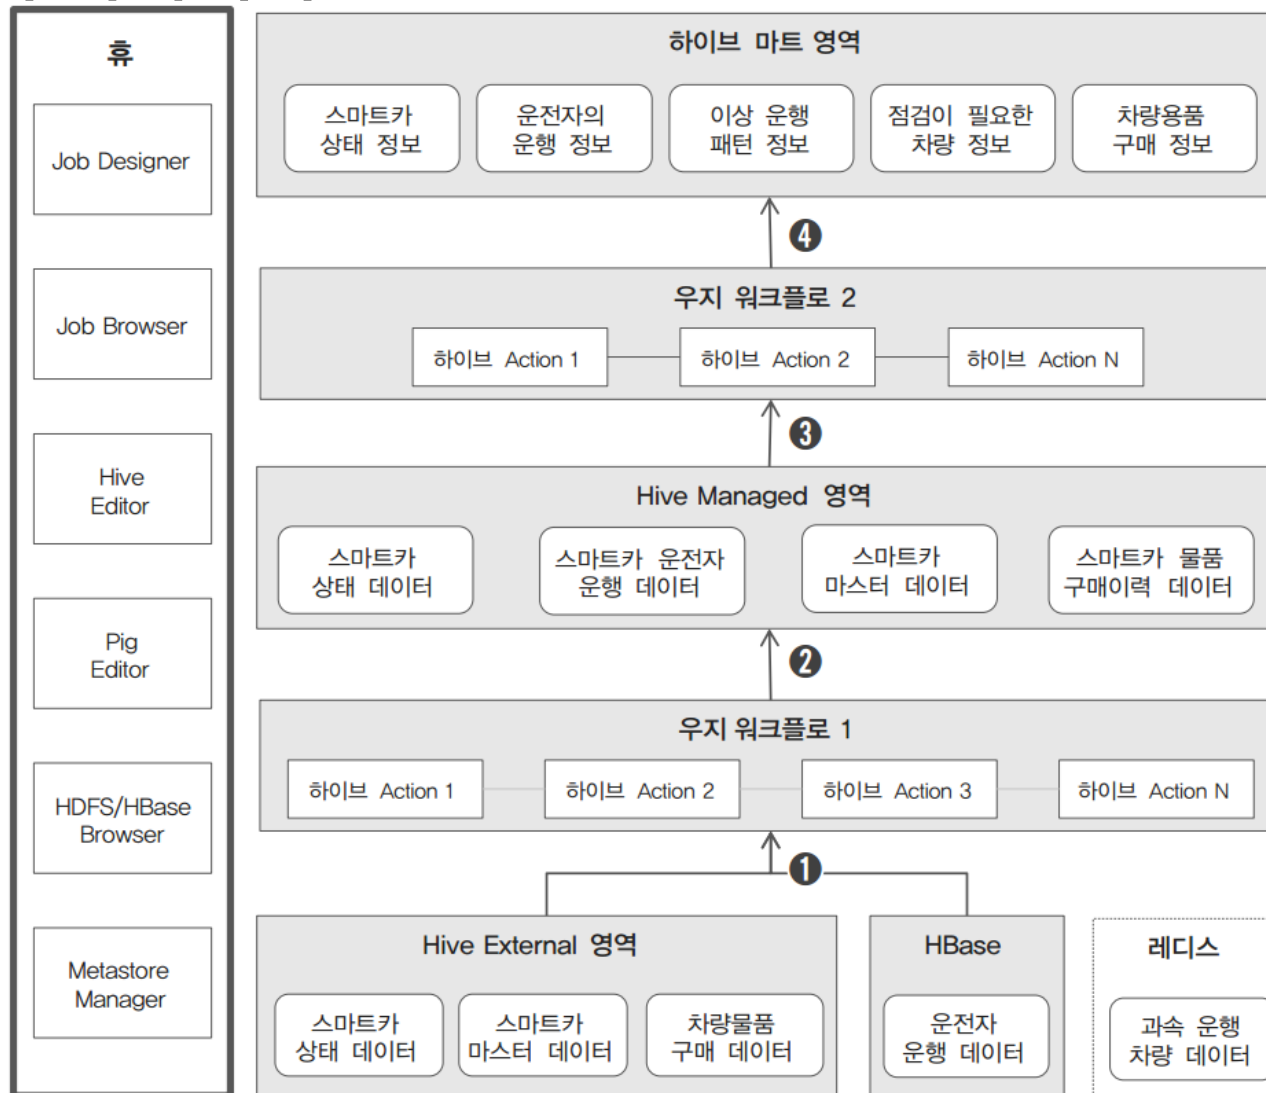 휴
Job Designer
Job Browser
Hive
Editor
Pig
Editor
HDFS/HBase
Browser
Metastore
Manager
하이브 마트 영역
스마트카
상태 정보
운전자의
운행 정보
이상 운행
패턴 정보
점검이 필요한
차량 정보
차량용품
구매 정보
4
우지 워크플로 2
하이브 Action 1
하이브 Action 2
하이브 Action N
3
Hive Managed 영역
스마트카
상태 데이터
스마트카 운전자
운행 데이터
스마트카
마스터 데이터
스마트카 물품
구매이력 데이터
2
우지 워크플로 1
하이브 Action 1
하이브 Action 2
하이브 Action 3
하이브 Action N
1
Hive External 영역
스마트카
상태 데이터
스마트카
마스터 데이터
차량물품
구매 데이터
HBase
운전자
운행 데이터
레디스
과속 운행
차량 데이터